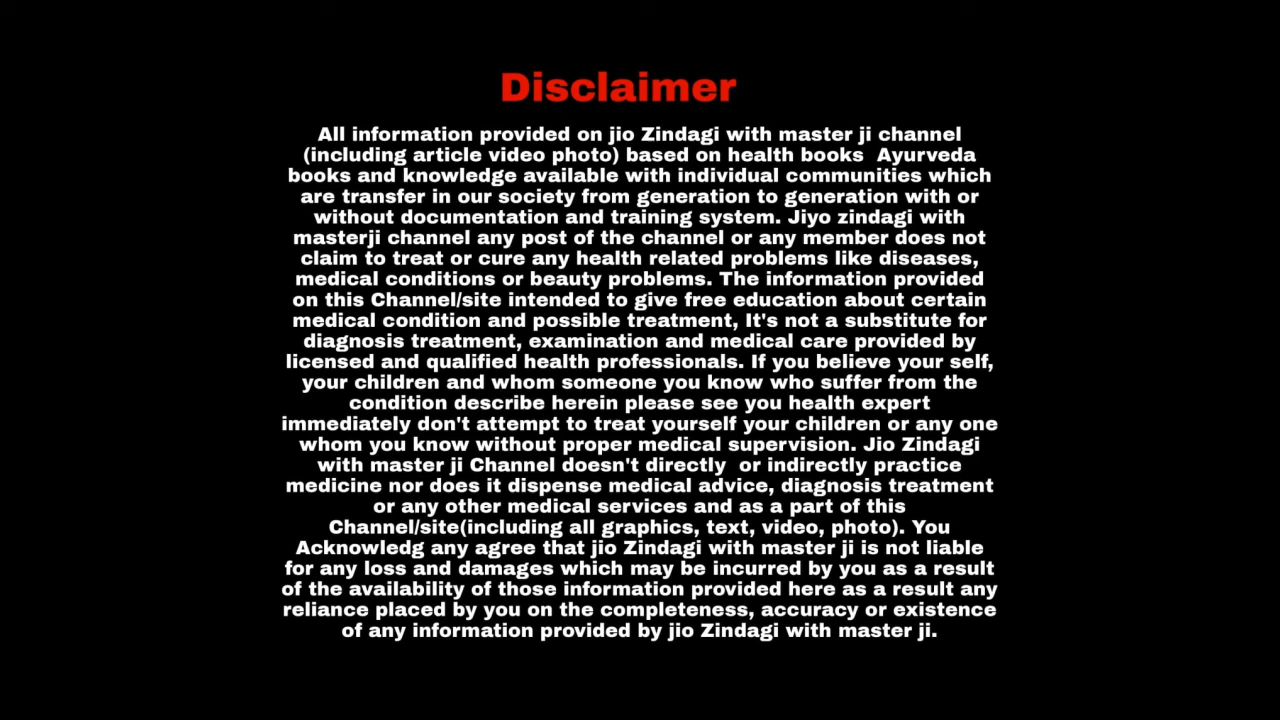 Disclaimer
All information provided on jio Zindagi with master ji channel
(including article video photo) based on health books  Ayurveda
books and knowledge available with individual communities which
are transfer in our society from generation to generation with or
without documentation and training system. Jiyo zindagi with
masterji channel any post of the channel or any member does not
claim to treat or cure any health related problems like diseases,
medical conditions or beauty problems. The information provided
on this Channel/site intended to give free education about certain
medical condition and possible treatment, It's not a substitute for
diagnosis treatment, examination and medical care provided by
licensed and qualified health professionals. If you believe your self,
your children and whom someone you know who suffer from the
condition describe herein please see you health expert
immediately don't attempt to treat yourself your children or any one
whom you know without proper medical supervision. Jio Zindagi
with master ji Channel doesn't directly  or indirectly practice
medicine nor does it dispense medical advice, diagnosis treatment
or any other medical services and as a part of this
Channel/site(including all graphics, text, video, photo). You
Acknowledg any agree that jio Zindagi with master ji is not liable
for any loss and damages which may be incurred by you as a result
of the availability of those information provided here as a result any
reliance placed by you on the completeness, accuracy or existence
of any information provided by jio Zindagi with master ji.